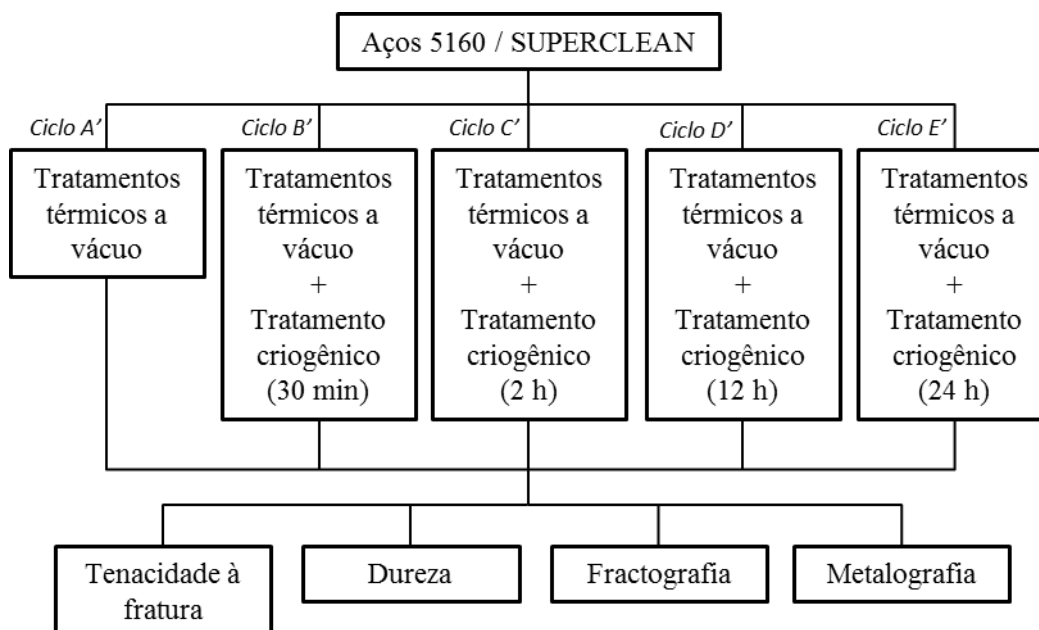 Aços 5160 / SUPERCLEAN
Ciclo A’
Tratamentos
térmicos a
vácuo
Ciclo B’
Tratamentos
térmicos a
vácuo
+
Tratamento
criogênico
(30 min)
Ciclo C’
Tratamentos
térmicos a
vácuo
+
Tratamento
criogênico
(2 h)
Ciclo D’
Tratamentos
térmicos a
vácuo
+
Tratamento
criogênico
(12 h)
Ciclo E’
Tratamentos
térmicos a
vácuo
+
Tratamento
criogênico
(24 h)
Tenacidade à
fratura
Dureza
Fractografia
Metalografia